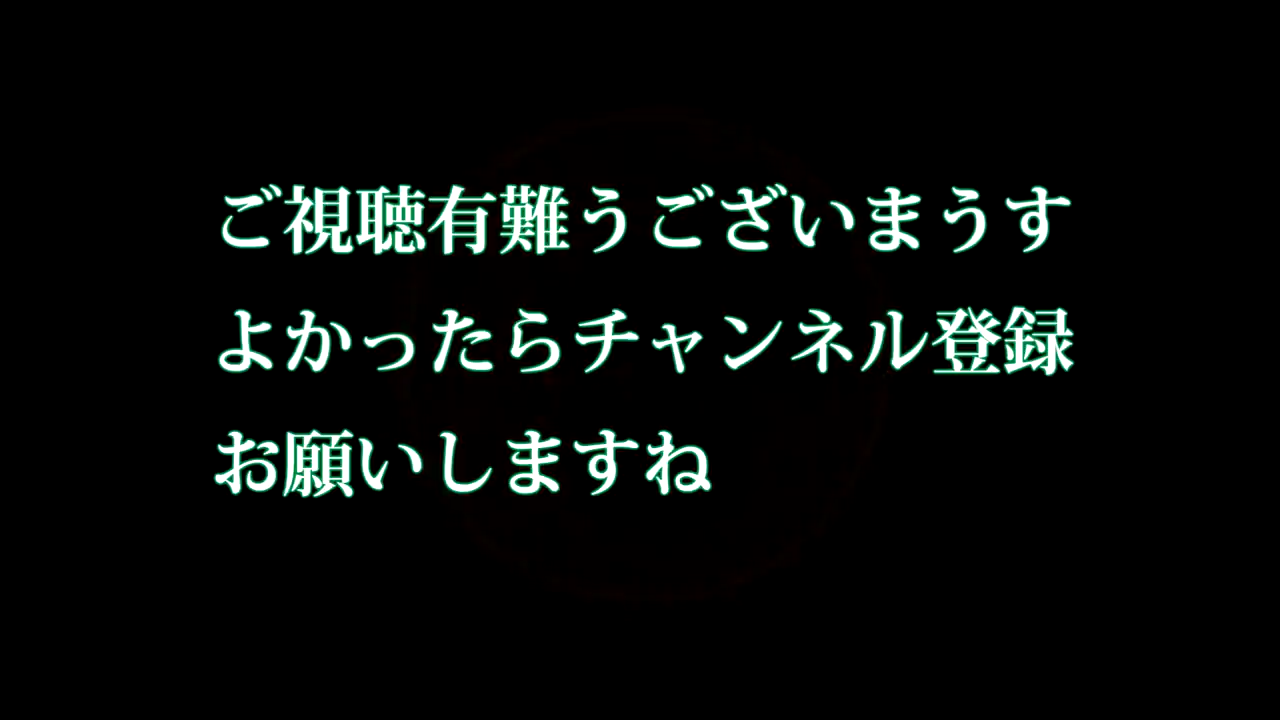 ご視聴有難うございまうす
よかったらチャンネル登録
お願いしますね